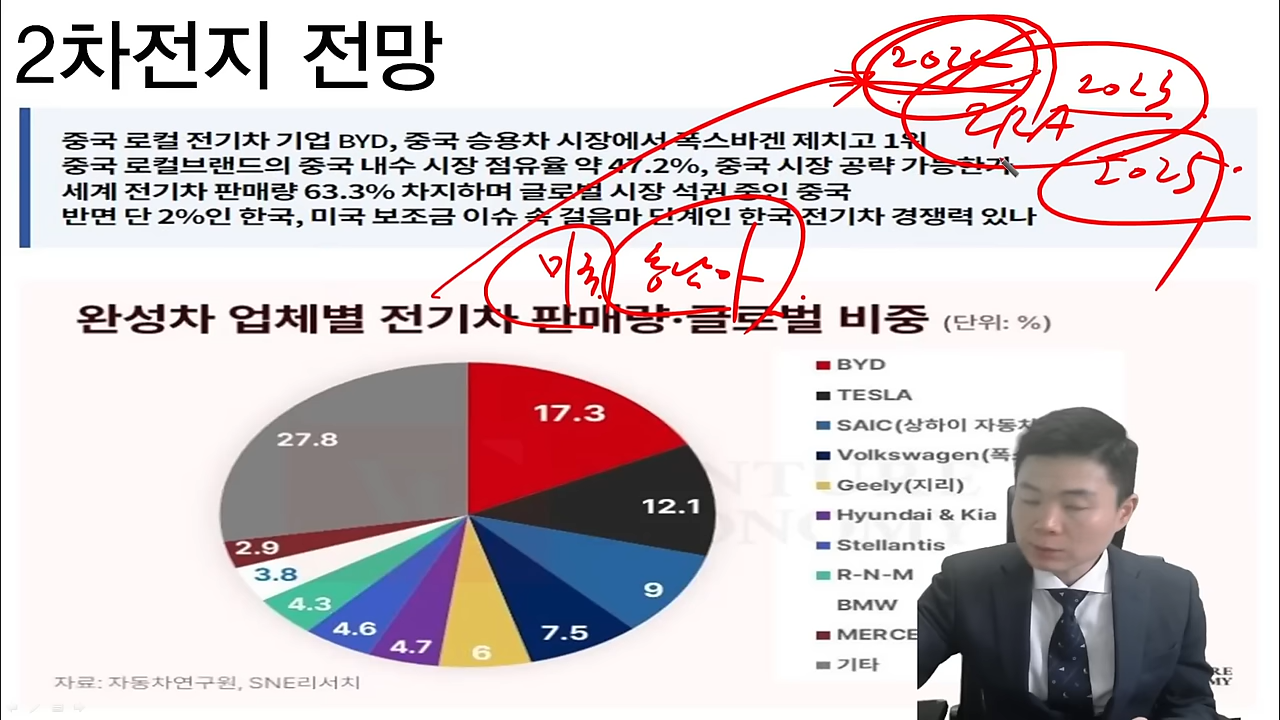 2차전지 전망
2022
2023
IRA
2025
중국 로컬 전기차 기업 BYD, 중국 승용차 시장에서 폭스바겐 제치고 1위
중국 로컬브랜드의 중국 내수 시장 점유율 약 47.2%, 중국 시장 공략 가능한가
세계 전기차 판매량 63.3% 차지하며 글로벌 시장 석권 중인 중국
반면 단 2%인 한국, 미국 보조금 이슈 속 걸음마 단계인 한국 전기차 경쟁력 있나
미국 동남아
완성차 업체별 전기차 판매량·글로벌 비중 (단위: %)
17.3
12.1
9
7.5
6
4.7
4.6
4.3
3.8
2.9
27.8
BYD
TESLA
SAIC(상하이 자동차
Volkswagen(폭스
Geely(지리)
Hyundai & Kia
Stellantis
R-N-M
BMW
MERCE
기타
자료: 자동차연구원, SNE리서치